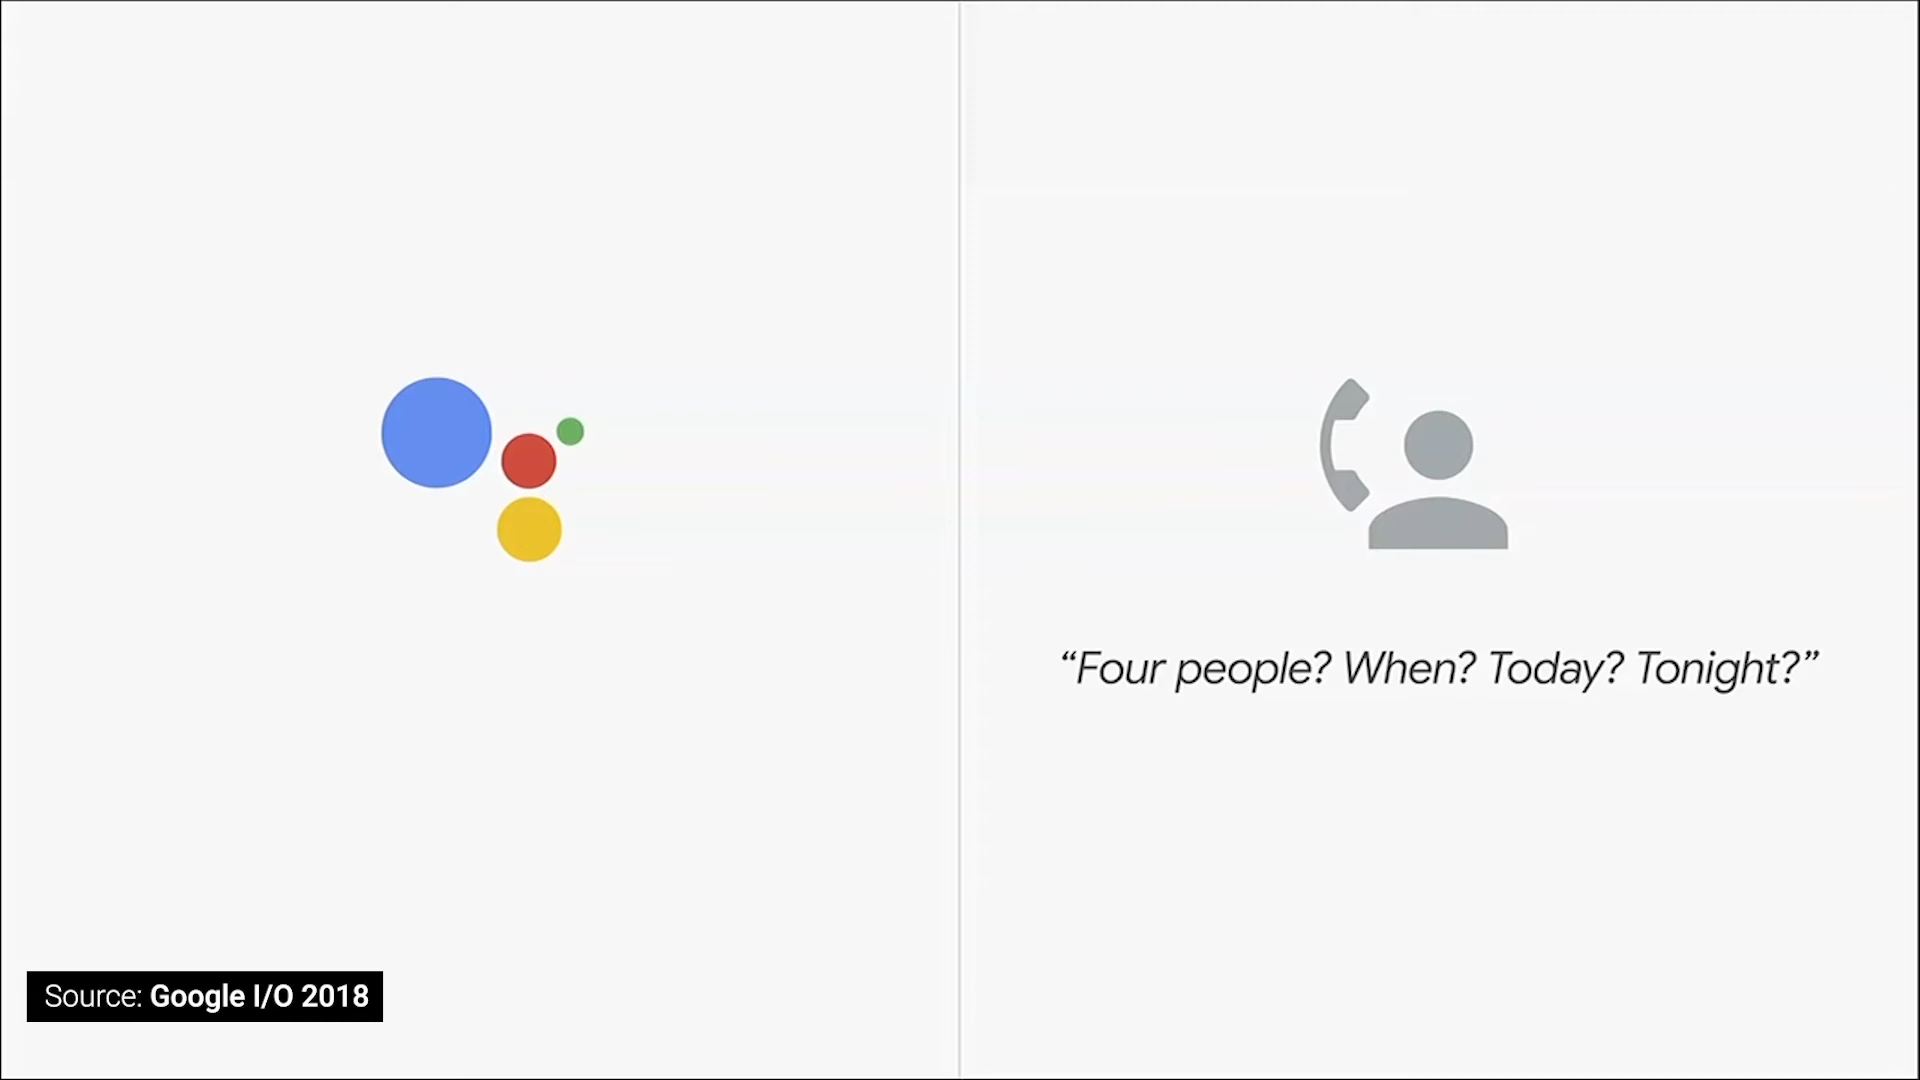 “Four people? When? Today? Tonight?”
Source: Google I/O 2018